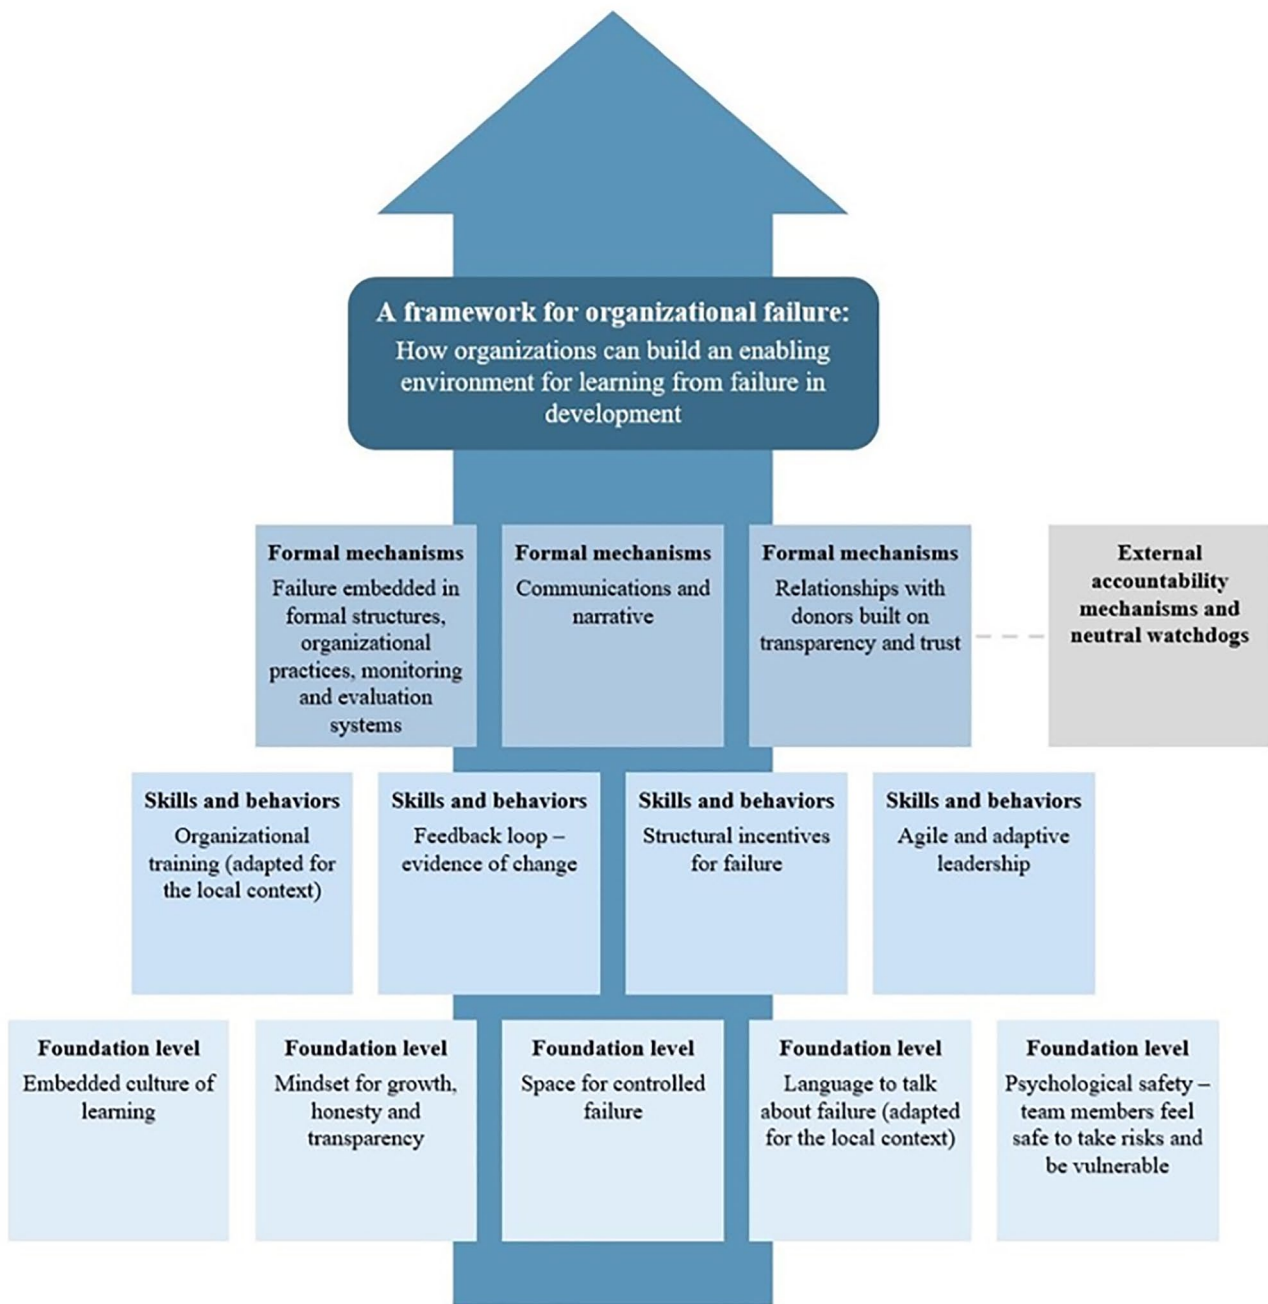 A framework for organizational failure:
How organizations can build an enabling
environment for learning from failure in
development
Formal mechanisms
Failure embedded in
formal structures,
organizational
practices, monitoring
and evaluation
systems
Formal mechanisms
Communications and
narrative
Formal mechanisms
Relationships with
donors built on
transparency and trust
External
accountability
mechanisms and
neutral watchdogs
Skills and behaviors
Organizational
training (adapted for
the local context)
Skills and behaviors
Feedback loop –
evidence of change
Skills and behaviors
Structural incentives
for failure
Skills and behaviors
Agile and adaptive
leadership
Foundation level
Embedded culture of
learning
Foundation level
Mindset for growth,
honesty and
transparency
Foundation level
Space for controlled
failure
Foundation level
Language to talk
about failure (adapted
for the local context)
Foundation level
Psychological safety –
team members feel
safe to take risks and
be vulnerable